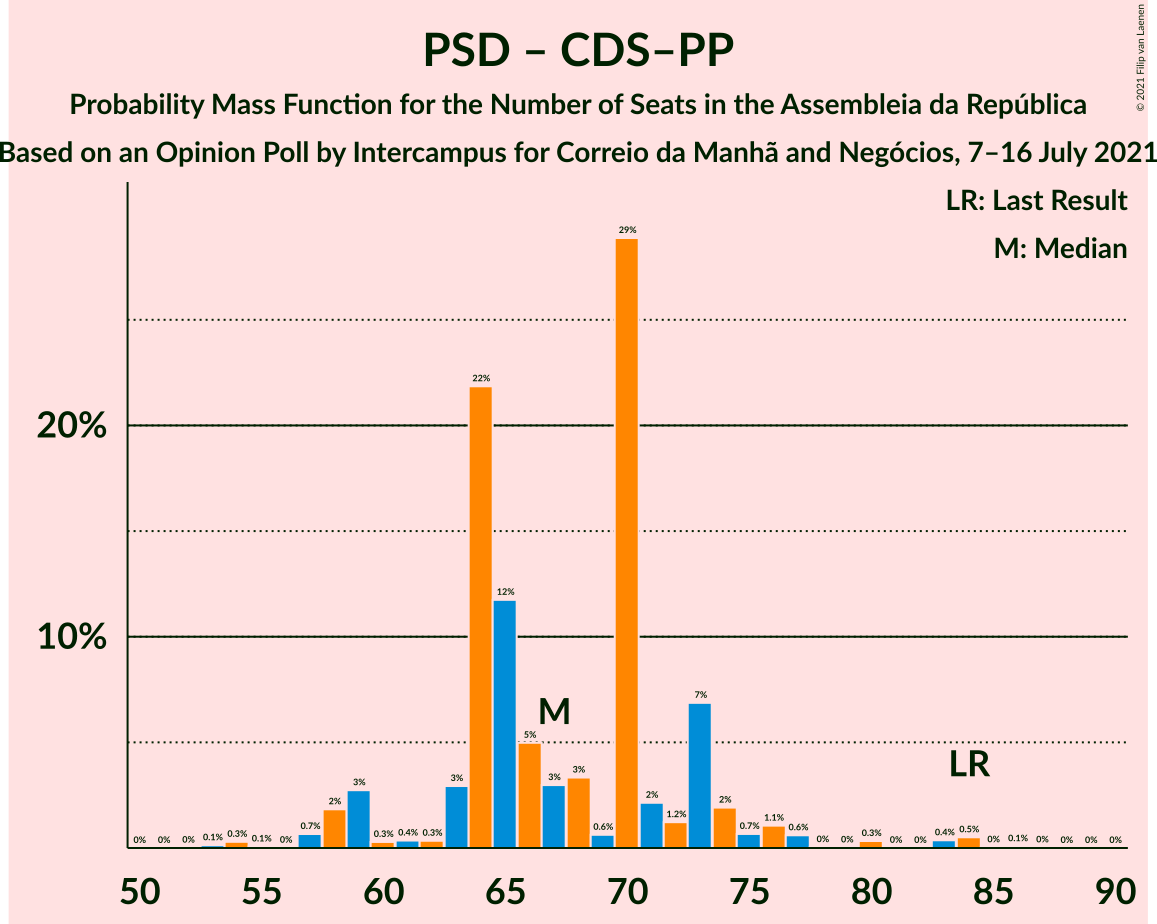 PSD – CDS–PP
Probability Mass Function for the Number of Seats in the Assembleia da República
Based on an Opinion Poll by Intercampus for Correio da Manhã and Negócios, 7–16 July 2021
© 2021 Filip van Laenen
LR: Last Result
M: Median
20%
10%
0% 0% 0% 0.1% 0.3% 0.1% 0% 0.7% 2% 3% 0.3% 0.4% 0.3% 3% 22% 12% 5% 3% 3% 0.6% 29% 2% 1.2% 7% 2% 0.7% 1.1% 0.6% 0% 0% 0.3% 0% 0% 0.4% 0.5% 0% 0.1% 0% 0% 0% 0%
M
LR
50 55 60 65 70 75 80 85 90